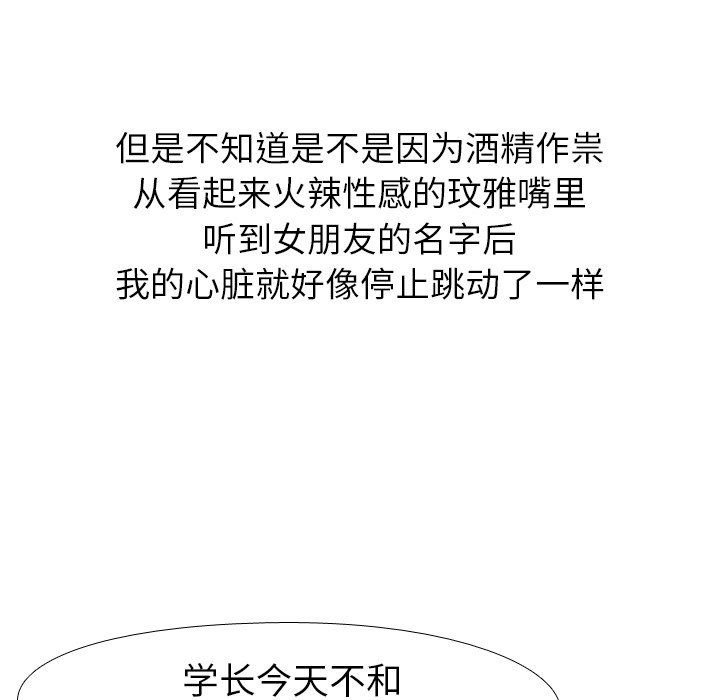 但是不知道是不是因为酒精作祟
从看起来火辣性感的玟雅嘴里
听到女朋友的名字后
我的心脏就好像停止跳动了一样
学长今天不和